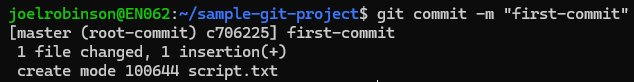 joelrobinson@EN062:~/sample-git-project$ git commit -m "first-commit"
[master (root-commit) c706225] first-commit
 1 file changed, 1 insertion(+)
 create mode 100644 script.txt